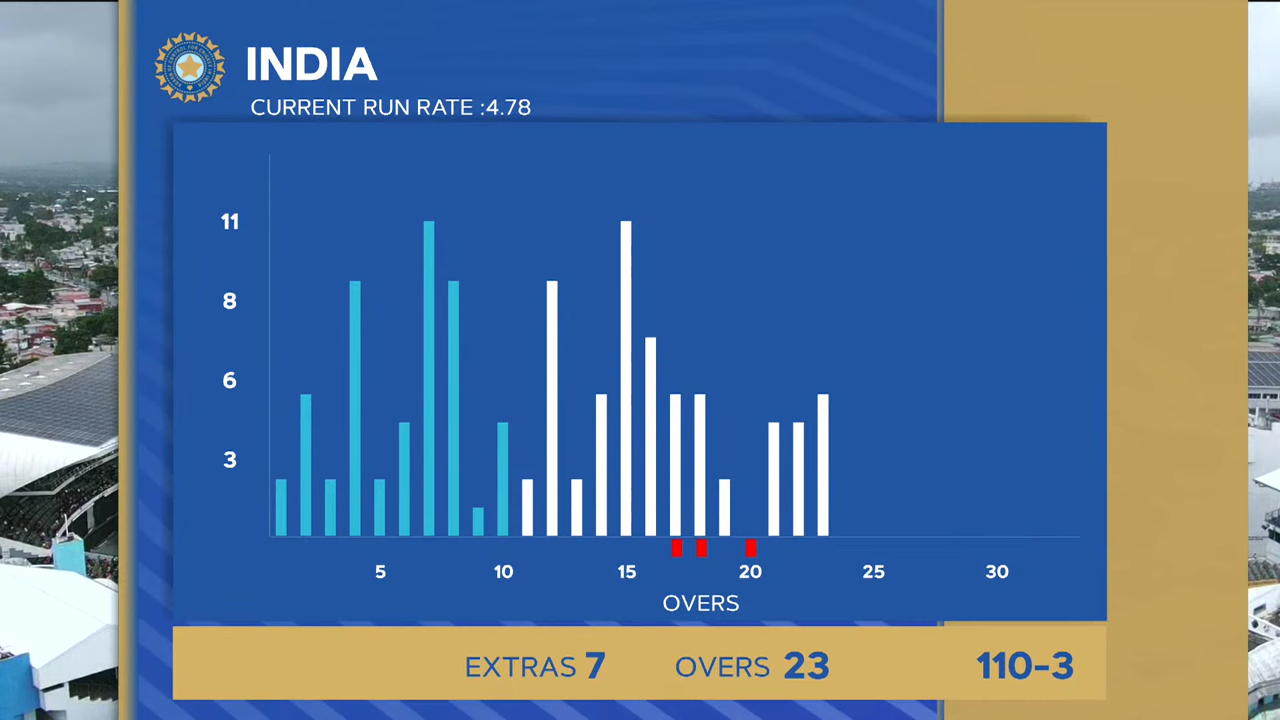 INDIA
CURRENT RUN RATE :4.78
11
8
6
3
5 10 15 20 25 30
OVERS
EXTRAS 7 OVERS 23 110-3